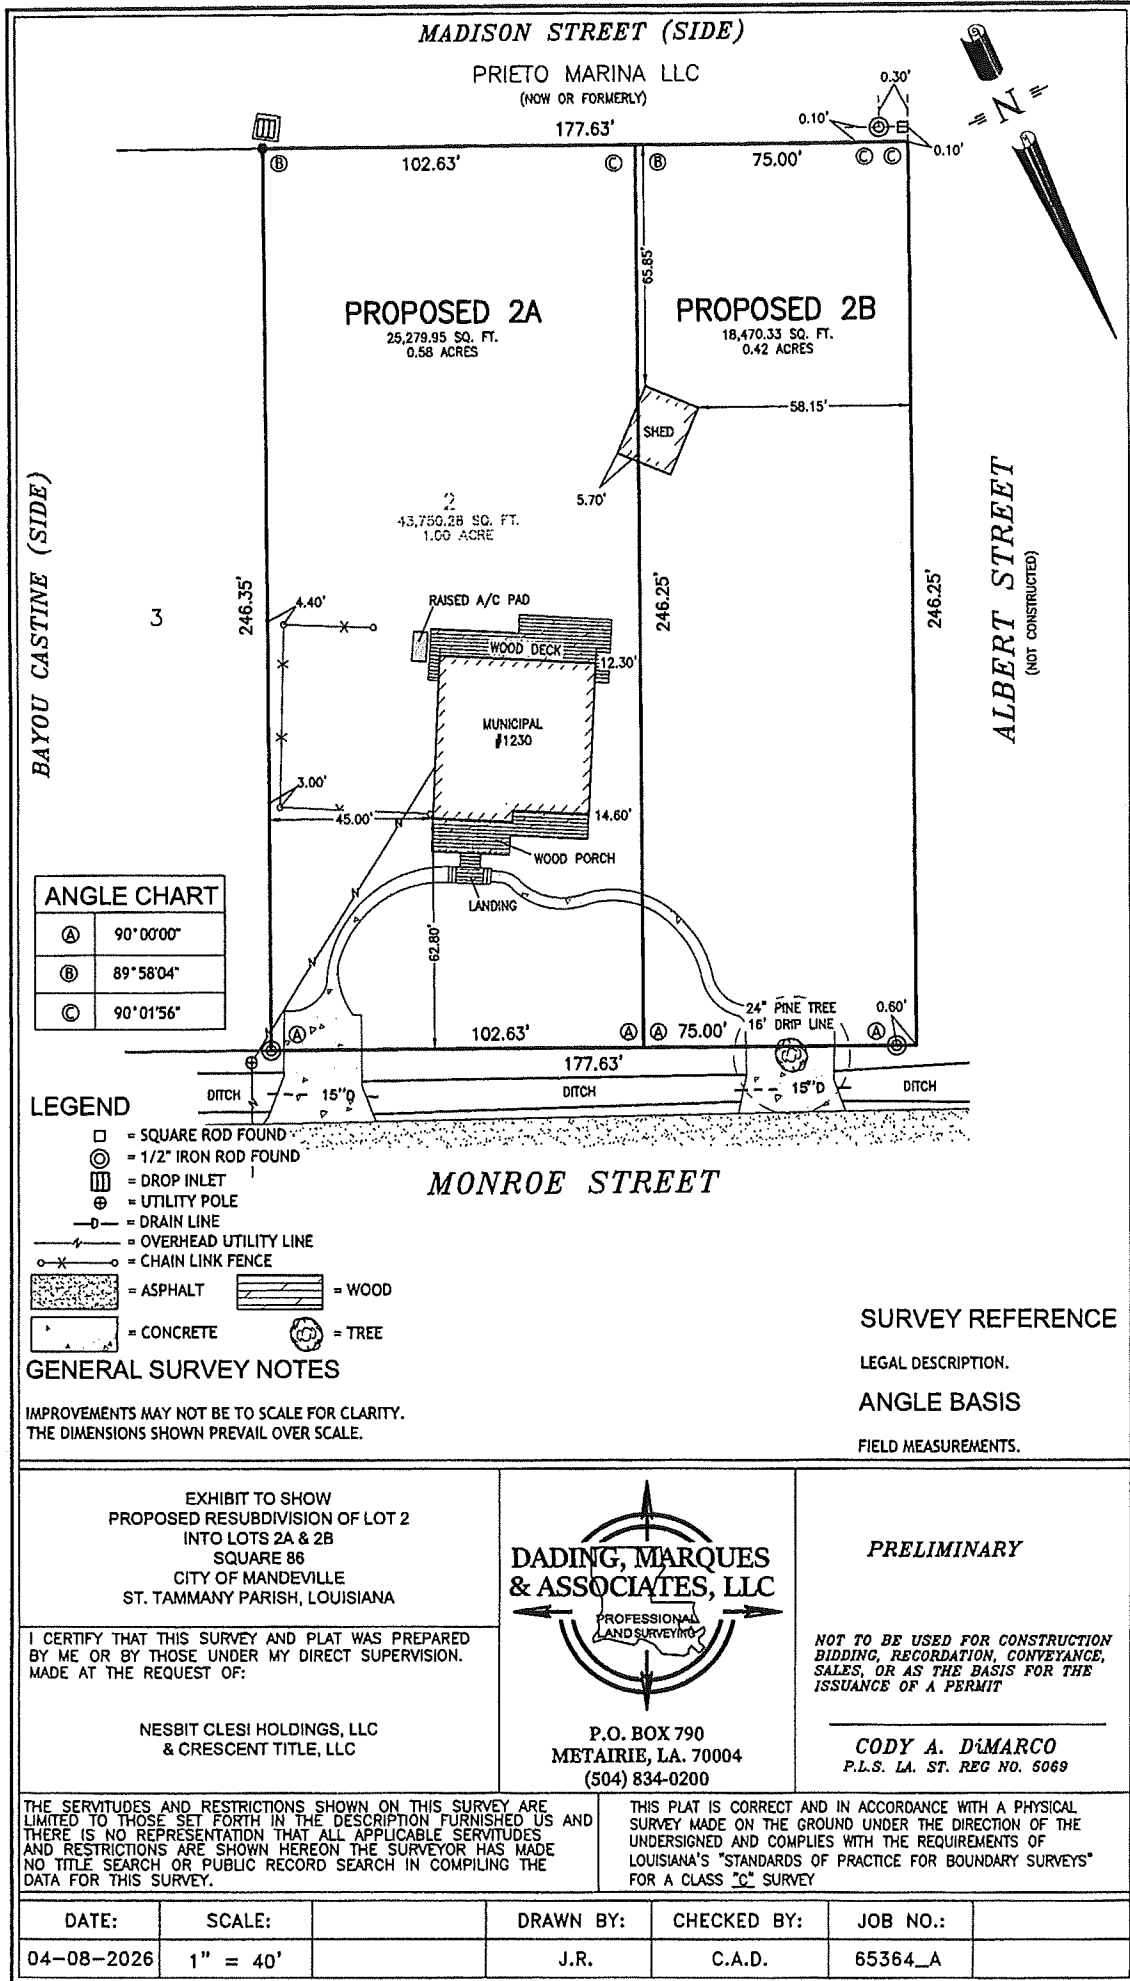 MADISON STREET (SIDE)
PRIETO MARINA LLC
(NOW OR FORMERLY)
177.63'
0.30'
0.10'
0.10'
N
B
102.63'
C
B
75.00'
C C
65.85'
PROPOSED 2A
25,279.95 SQ. FT.
0.58 ACRES
PROPOSED 2B
18,470.33 SQ. FT.
0.42 ACRES
58.15'
SHED
5.70'
2
43,750.28 SQ. FT.
1.00 ACRE
BAYOU CASTINE (SIDE)
3
246.35'
246.25'
246.25'
ALBERT STREET
(NOT CONSTRUCTED)
4.40'
RAISED A/C PAD
WOOD DECK
12.30'
MUNICIPAL
#1230
3.00'
45.00'
14.60'
WOOD PORCH
LANDING
62.80'
ANGLE CHART
A 90°00'00"
B 89°58'04"
C 90°01'56"
24" PINE TREE
16' DRIP LINE
0.60'
A
102.63'
A A
75.00'
A
177.63'
DITCH
15"D
DITCH
15"D
DITCH
MONROE STREET
LEGEND
= SQUARE ROD FOUND
= 1/2" IRON ROD FOUND
= DROP INLET
= UTILITY POLE
= DRAIN LINE
= OVERHEAD UTILITY LINE
= CHAIN LINK FENCE
= ASPHALT
= WOOD
= CONCRETE
= TREE
GENERAL SURVEY NOTES
IMPROVEMENTS MAY NOT BE TO SCALE FOR CLARITY.
THE DIMENSIONS SHOWN PREVAIL OVER SCALE.
SURVEY REFERENCE
LEGAL DESCRIPTION.
ANGLE BASIS
FIELD MEASUREMENTS.
EXHIBIT TO SHOW
PROPOSED RESUBDIVISION OF LOT 2
INTO LOTS 2A & 2B
SQUARE 86
CITY OF MANDEVILLE
ST. TAMMANY PARISH, LOUISIANA
I CERTIFY THAT THIS SURVEY AND PLAT WAS PREPARED
BY ME OR BY THOSE UNDER MY DIRECT SUPERVISION.
MADE AT THE REQUEST OF:
NESBIT CLESI HOLDINGS, LLC
& CRESCENT TITLE, LLC
DADING, MARQUES
& ASSOCIATES, LLC
PROFESSIONAL
LAND SURVEYING
P.O. BOX 790
METAIRIE, LA. 70004
(504) 834-0200
PRELIMINARY
NOT TO BE USED FOR CONSTRUCTION
BIDDING, RECORDATION, CONVEYANCE,
SALES, OR AS THE BASIS FOR THE
ISSUANCE OF A PERMIT
CODY A. DiMARCO
P.L.S. LA. ST. REG NO. 5069
THE SERVITUDES AND RESTRICTIONS SHOWN ON THIS SURVEY ARE
LIMITED TO THOSE SET FORTH IN THE DESCRIPTION FURNISHED US AND
THERE IS NO REPRESENTATION THAT ALL APPLICABLE SERVITUDES
AND RESTRICTIONS ARE SHOWN HEREON THE SURVEYOR HAS MADE
NO TITLE SEARCH OR PUBLIC RECORD SEARCH IN COMPILING THE
DATA FOR THIS SURVEY.
THIS PLAT IS CORRECT AND IN ACCORDANCE WITH A PHYSICAL
SURVEY MADE ON THE GROUND UNDER THE DIRECTION OF THE
UNDERSIGNED AND COMPLIES WITH THE REQUIREMENTS OF
LOUISIANA'S "STANDARDS OF PRACTICE FOR BOUNDARY SURVEYS"
FOR A CLASS "C" SURVEY
DATE: SCALE: DRAWN BY: CHECKED BY: JOB NO.:
04-08-2026 1" = 40' J.R. C.A.D. 65364_A